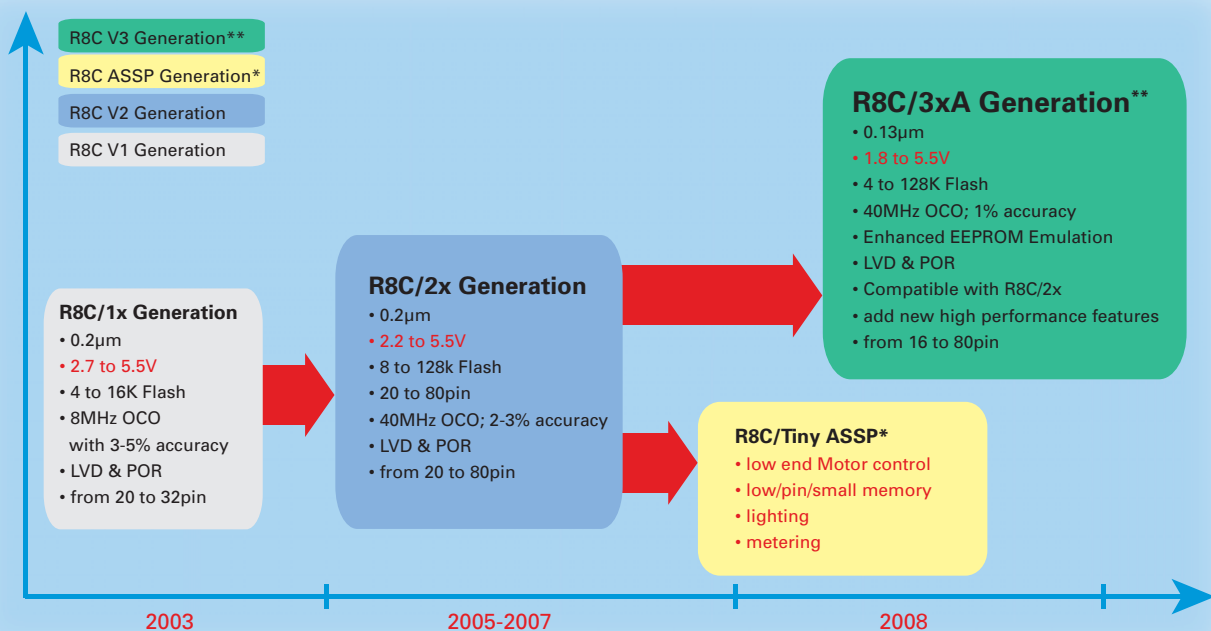 R8C V3 Generation**
R8C ASSP Generation*
R8C V2 Generation
R8C V1 Generation
R8C/1x Generation
• 0.2µm
• 2.7 to 5.5V
• 4 to 16K Flash
• 8MHz OCO
with 3-5% accuracy
• LVD & POR
• from 20 to 32pin
R8C/2x Generation
• 0.2µm
• 2.2 to 5.5V
• 8 to 128k Flash
• 20 to 80pin
• 40MHz OCO; 2-3% accuracy
• LVD & POR
• from 20 to 80pin
R8C/3xA Generation**
• 0.13µm
• 1.8 to 5.5V
• 4 to 128K Flash
• 40MHz OCO; 1% accuracy
• Enhanced EEPROM Emulation
• LVD & POR
• Compatible with R8C/2x
• add new high performance features
• from 16 to 80pin
R8C/Tiny ASSP*
• low end Motor control
• low/pin/small memory
• lighting
• metering
2003
2005-2007
2008